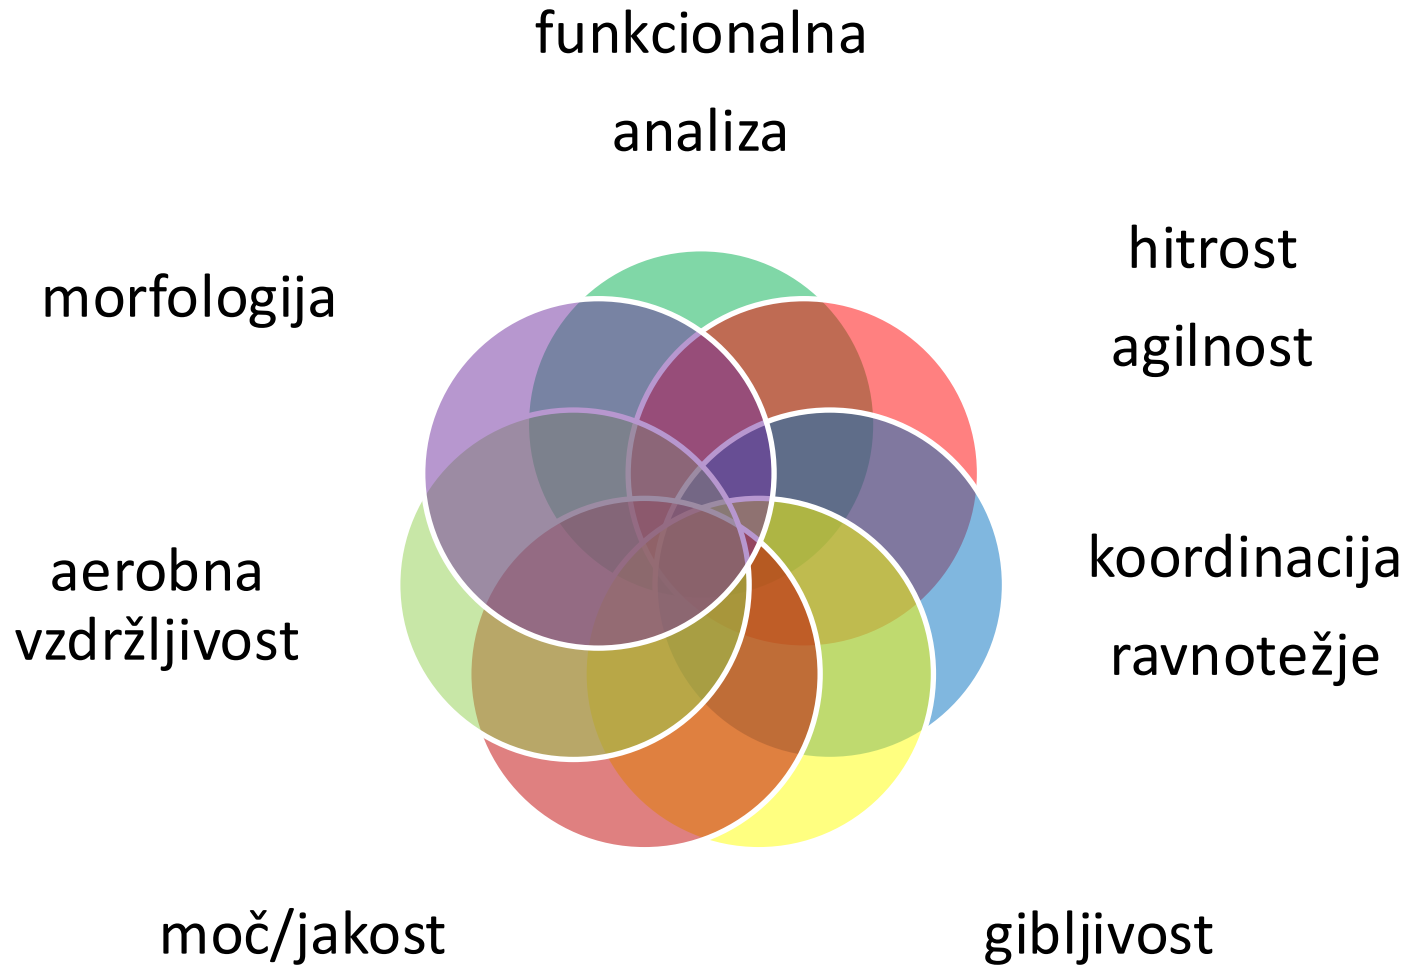 funkcionalna
analiza
hitrost
agilnost
koordinacija
ravnotežje
gibljivost
moč/jakost
aerobna
vzdržljivost
morfologija